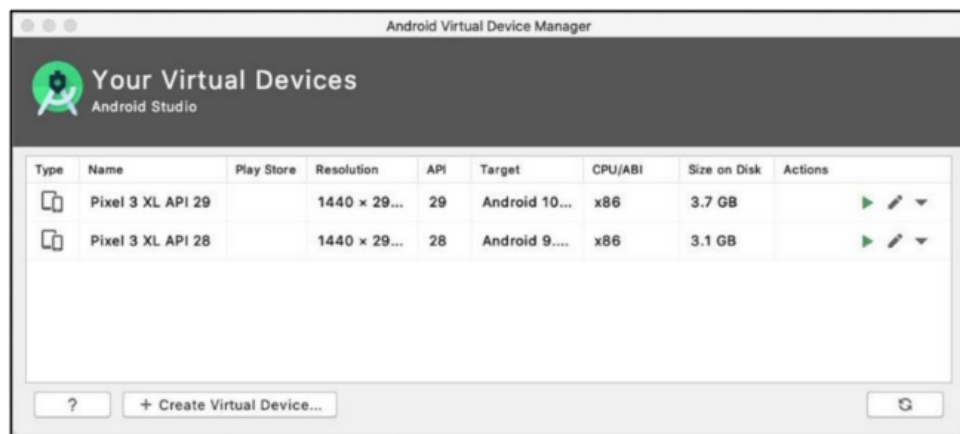 Android Virtual Device Manager
Your Virtual Devices
Android Studio
Type Name Play Store Resolution API Target CPU/ABI Size on Disk Actions
Pixel 3 XL API 29 1440 × 29... 29 Android 10... x86 3.7 GB
Pixel 3 XL API 28 1440 × 29... 28 Android 9.... x86 3.1 GB
? + Create Virtual Device...